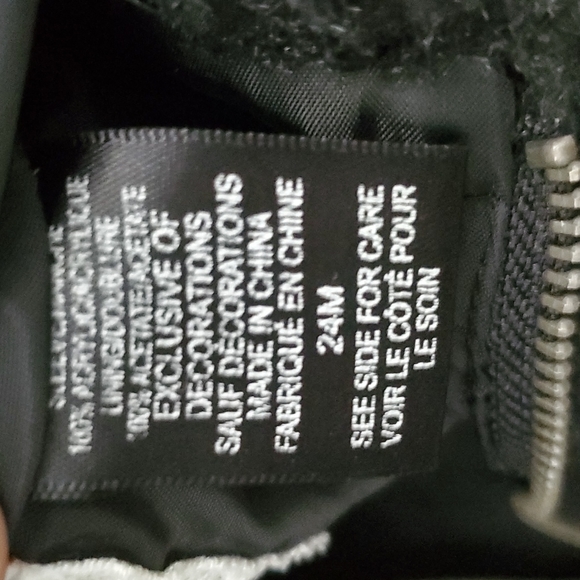 100% ACRYLIC/ACRYLIQUE
LINING/DOUBLURE
100% ACETATE/ACÉTATE
EXCLUSIVE OF
DECORATIONS
SAUF DÉCORATIONS
MADE IN CHINA
FABRIQUÉ EN CHINE
24M
SEE SIDE FOR CARE
VOIR LE CÔTÉ POUR
LE SOIN